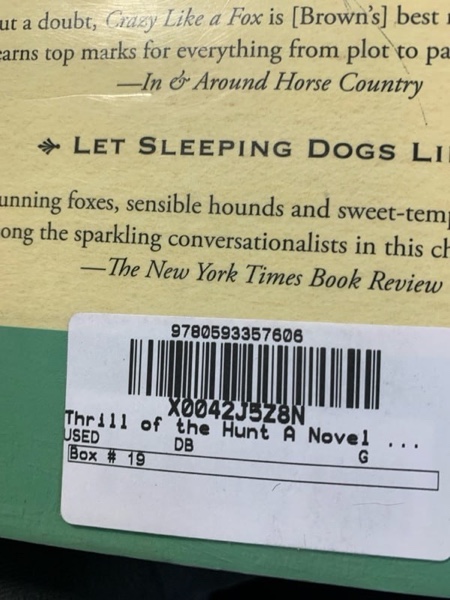 ut a doubt, Crazy Like a Fox is [Brown's] best
earns top marks for everything from plot to pa
—In & Around Horse Country
LET SLEEPING DOGS LI
unning foxes, sensible hounds and sweet-temp
ong the sparkling conversationalists in this ch
—The New York Times Book Review
9780593357606
X0042J5Z8N
Thrill of the Hunt A Novel ...
USED DB G
Box # 19